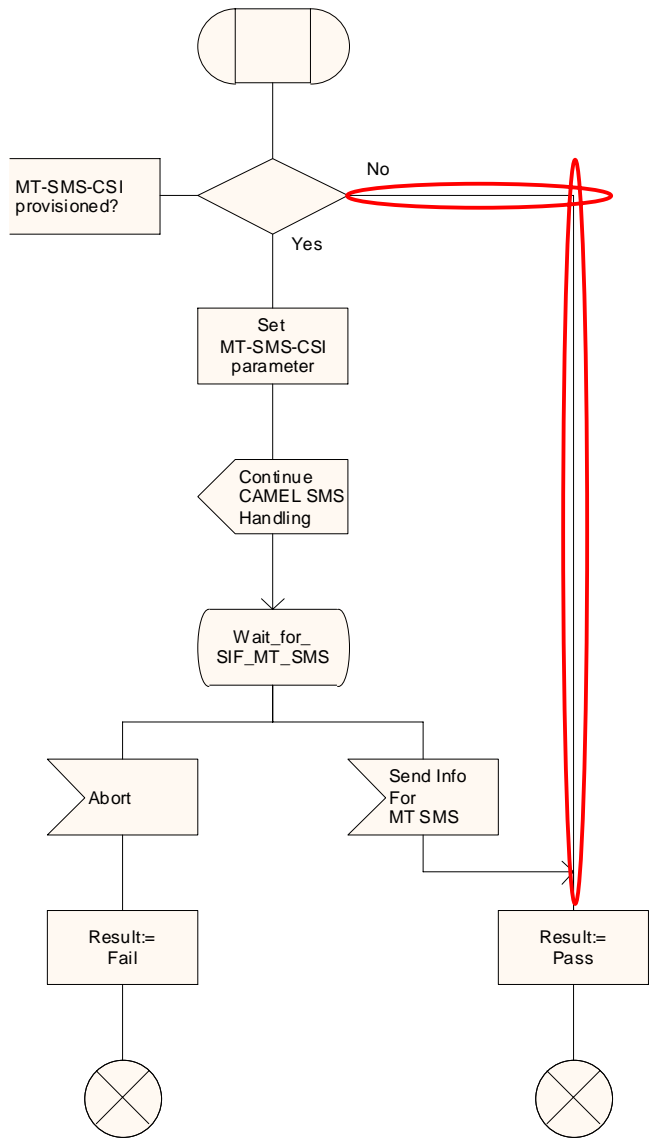 No
MT-SMS-CSI
provisioned?
Yes
Set
MT-SMS-CSI
parameter
Continue
CAMEL SMS
Handling
Wait_for_
SIF_MT_SMS
Abort
Send Info
For
MT SMS
Result:=
Fail
Result:=
Pass